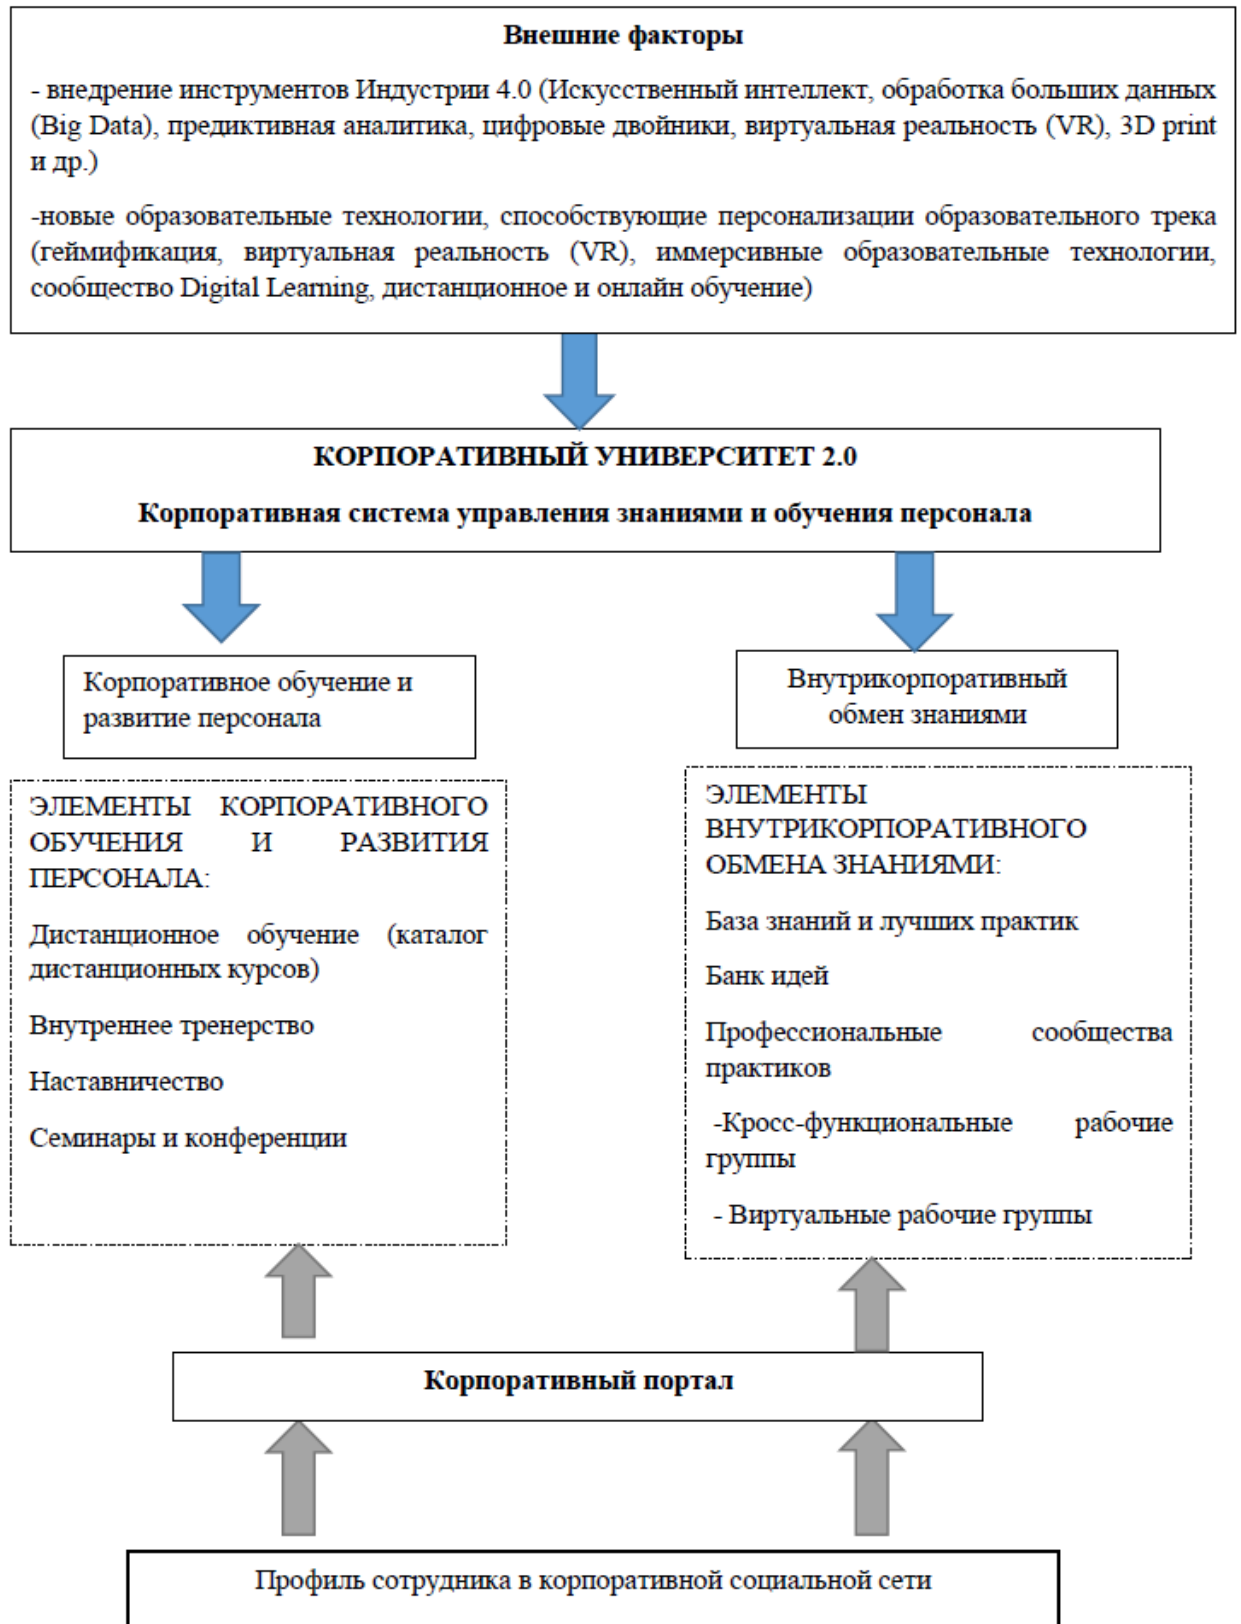 Внешние факторы
- внедрение инструментов Индустрии 4.0 (Искусственный интеллект, обработка больших данных
(Big Data), предиктивная аналитика, цифровые двойники, виртуальная реальность (VR), 3D print
и др.)
-новые образовательные технологии, способствующие персонализации образовательного трека
(геймификация, виртуальная реальность (VR), иммерсивные образовательные технологии,
сообщество Digital Learning, дистанционное и онлайн обучение)
КОРПОРАТИВНЫЙ УНИВЕРСИТЕТ 2.0
Корпоративная система управления знаниями и обучения персонала
Корпоративное обучение и
развитие персонала
ЭЛЕМЕНТЫ КОРПОРАТИВНОГО
ОБУЧЕНИЯ И РАЗВИТИЯ
ПЕРСОНАЛА:
Дистанционное обучение (каталог
дистанционных курсов)
Внутреннее тренерство
Наставничество
Семинары и конференции
Внутрикорпоративный
обмен знаниями
ЭЛЕМЕНТЫ
ВНУТРИКОРПОРАТИВНОГО
ОБМЕНА ЗНАНИЯМИ:
База знаний и лучших практик
Банк идей
Профессиональные сообщества
практиков
-Кросс-функциональные рабочие
группы
- Виртуальные рабочие группы
Корпоративный портал
Профиль сотрудника в корпоративной социальной сети